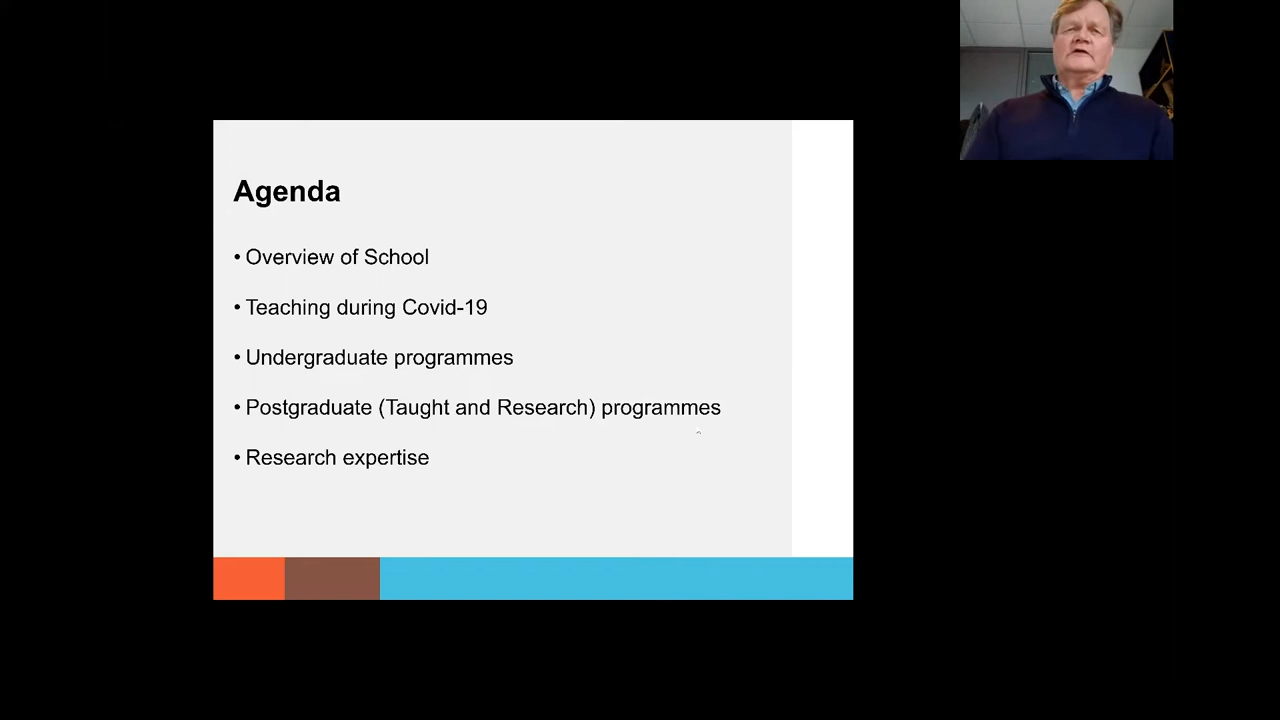 Agenda
• Overview of School
• Teaching during Covid-19
• Undergraduate programmes
• Postgraduate (Taught and Research) programmes
• Research expertise